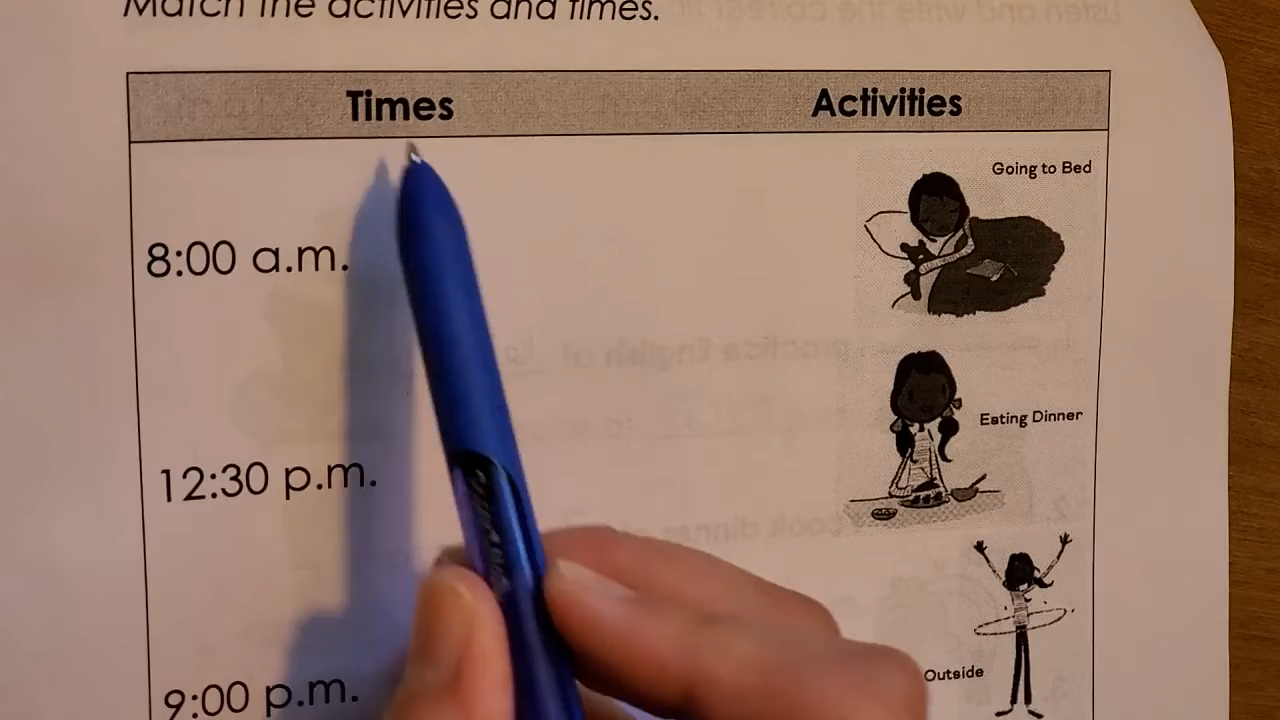 Match the activities and times.
Times Activities
Going to Bed
8:00 a.m.
Eating Dinner
12:30 p.m.
Outside
9:00 p.m.